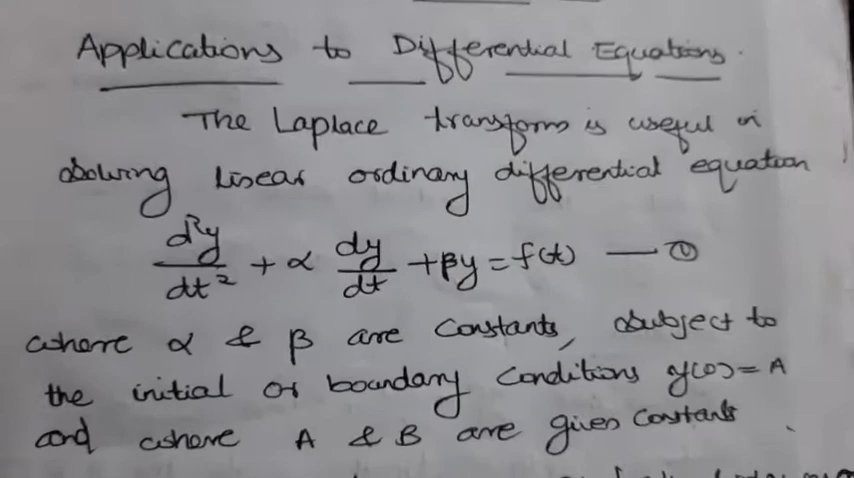 Applications to Differential Equations.
The Laplace transform is useful in
solving linear ordinary differential equation
d²y/dt² + α dy/dt + βy = f(t) — ①
where α & β are constants, subject to
the initial or boundary conditions y(0) = A
and where A & B are given constants